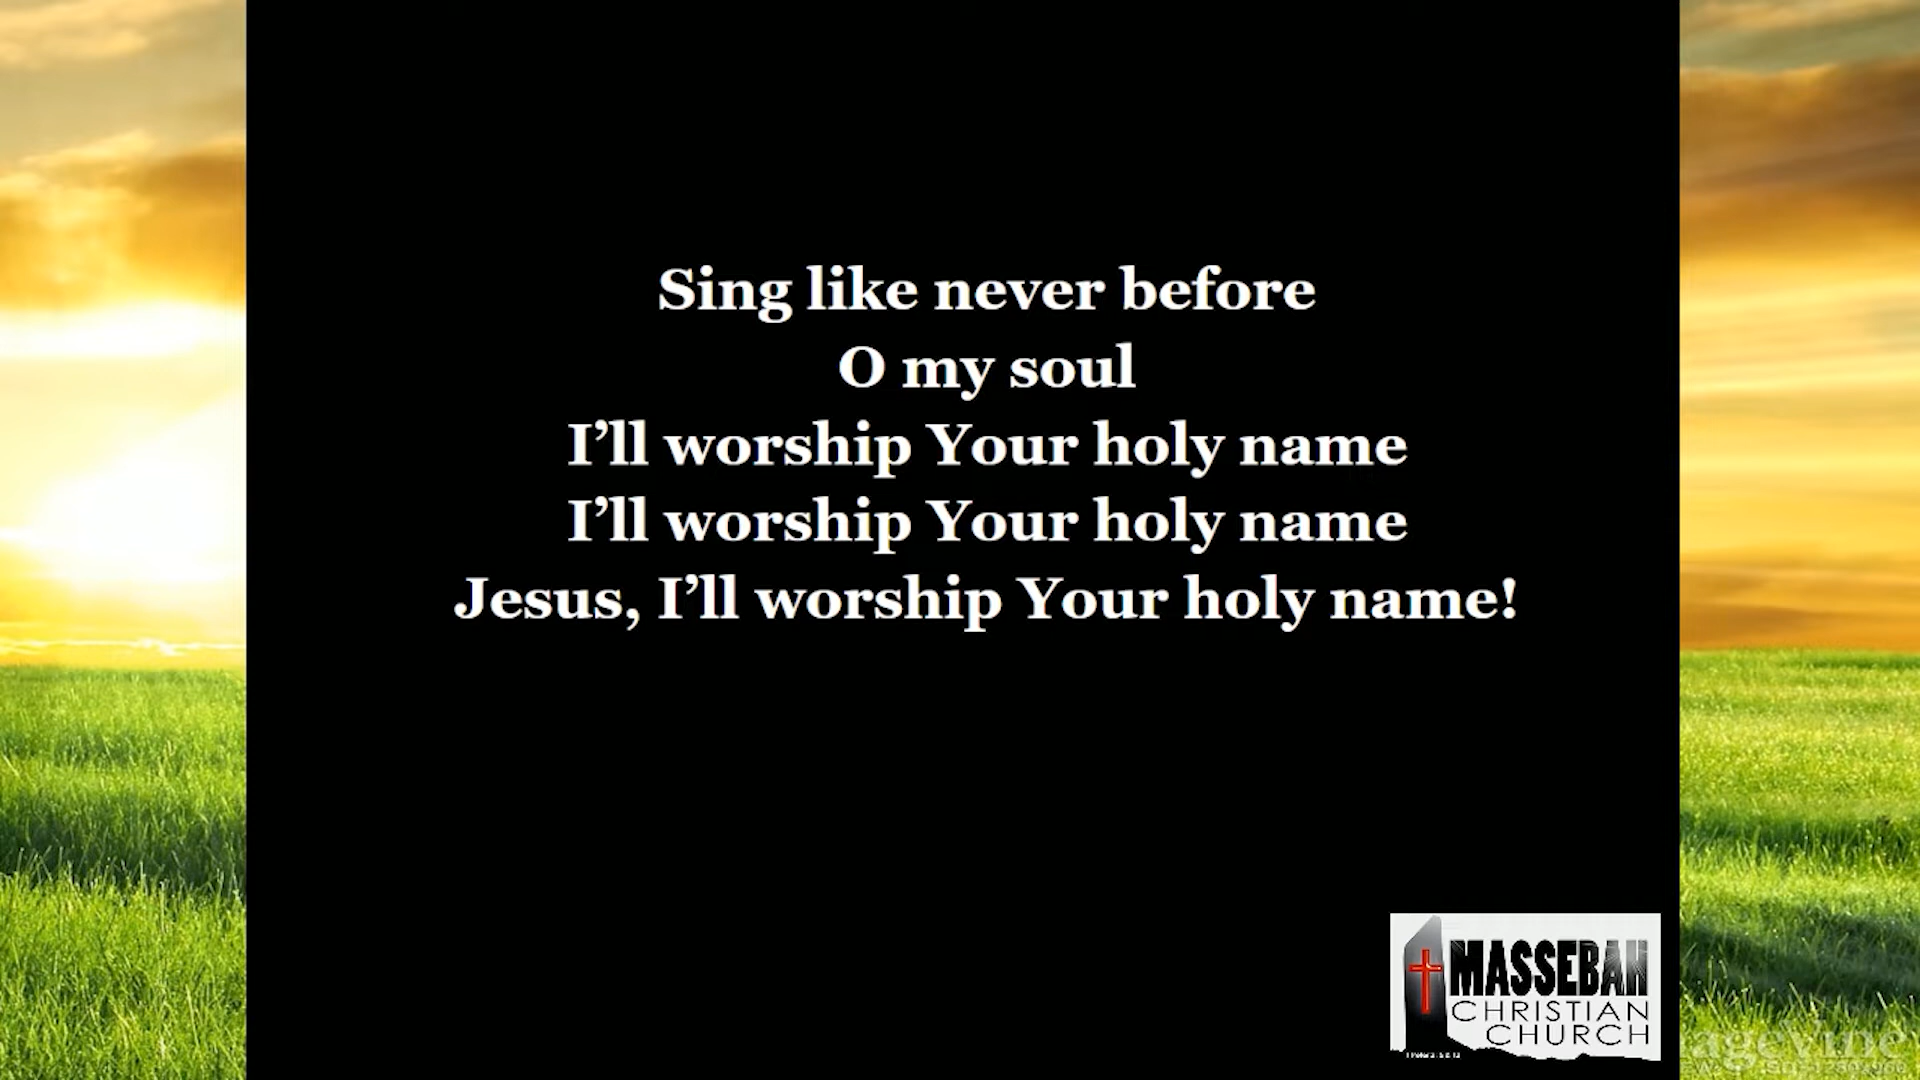 Sing like never before
O my soul
I’ll worship Your holy name
I’ll worship Your holy name
Jesus, I’ll worship Your holy name!
MASSEBAH
CHRISTIAN
CHURCH